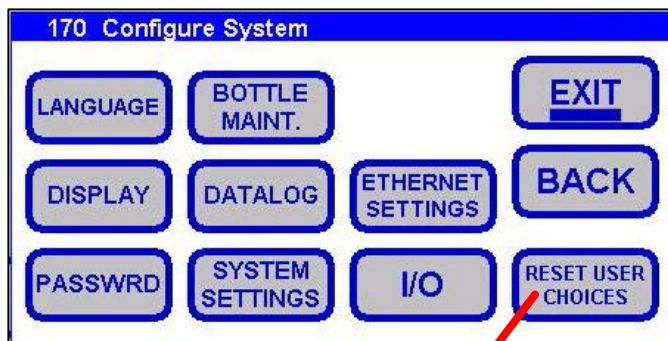 170 Configure System
LANGUAGE
BOTTLE
MAINT.
EXIT
DISPLAY
DATALOG
ETHERNET
SETTINGS
BACK
PASSWRD
SYSTEM
SETTINGS
I/O
RESET USER
CHOICES